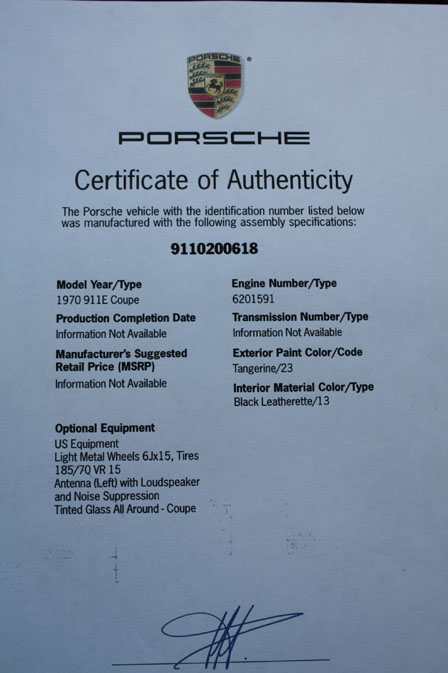 PORSCHE
PORSCHE
Certificate of Authenticity
The Porsche vehicle with the identification number listed below
was manufactured with the following assembly specifications:
9110200618
Model Year/Type
1970 911E Coupe
Production Completion Date
Information Not Available
Manufacturer's Suggested
Retail Price (MSRP)
Information Not Available
Engine Number/Type
6201591
Transmission Number/Type
Information Not Available
Exterior Paint Color/Code
Tangerine/23
Interior Material Color/Type
Black Leatherette/13
Optional Equipment
US Equipment
Light Metal Wheels 6Jx15, Tires
185/70 VR 15
Antenna (Left) with Loudspeaker
and Noise Suppression
Tinted Glass All Around - Coupe